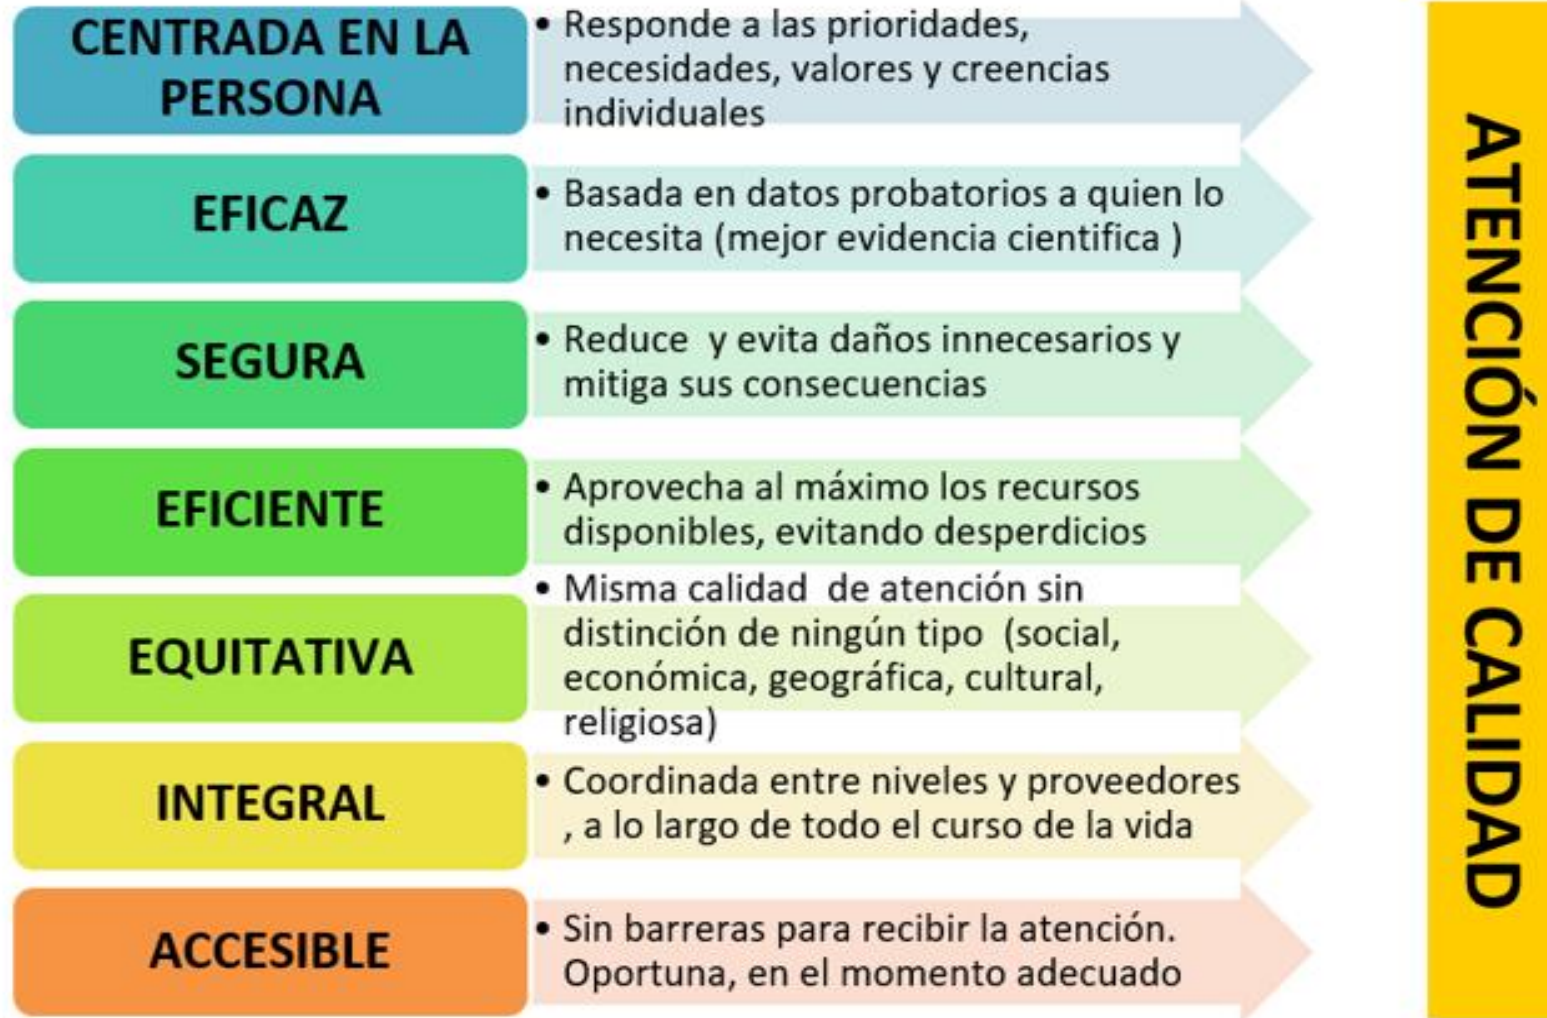 CENTRADA EN LA
PERSONA
• Responde a las prioridades,
necesidades, valores y creencias
individuales
EFICAZ
• Basada en datos probatorios a quien lo
necesita (mejor evidencia cientifica )
SEGURA
• Reduce  y evita daños innecesarios y
mitiga sus consecuencias
EFICIENTE
• Aprovecha al máximo los recursos
disponibles, evitando desperdicios
EQUITATIVA
• Misma calidad  de atención sin
distinción de ningún tipo  (social,
económica, geográfica, cultural,
religiosa)
INTEGRAL
• Coordinada entre niveles y proveedores
, a lo largo de todo el curso de la vida
ACCESIBLE
• Sin barreras para recibir la atención.
Oportuna, en el momento adecuado
ATENCIÓN DE CALIDAD